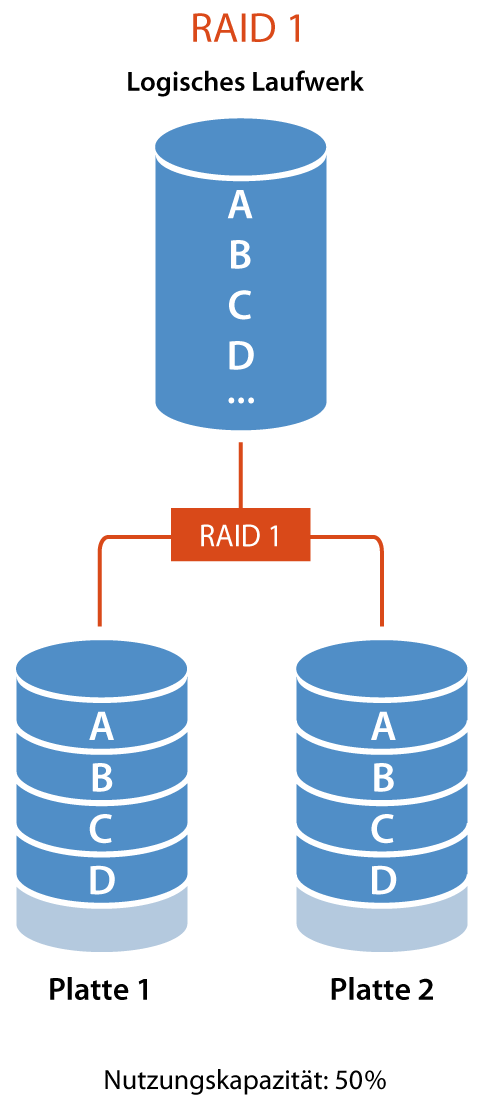 RAID 1
Logisches Laufwerk
A
B
C
D
...
RAID 1
A A
B B
C C
D D
Platte 1 Platte 2
Nutzungskapazität: 50%